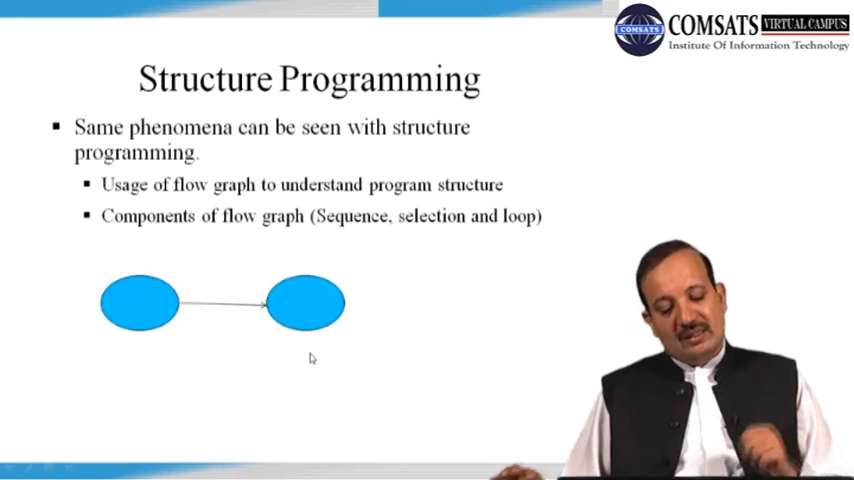 COMSATS VIRTUAL CAMPUS
COMSATS
Institute Of Information Technology
Structure Programming
Same phenomena can be seen with structure
programming.
Usage of flow graph to understand program structure
Components of flow graph (Sequence, selection and loop)